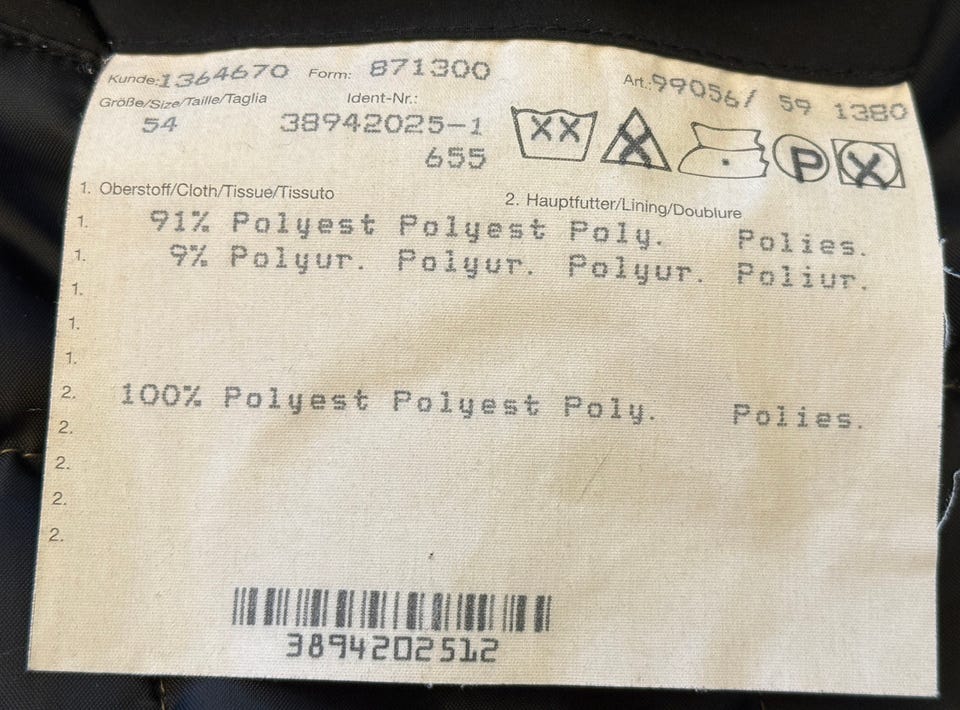 Kunde: 1364670 Form: 871300 Art.: 99056/ 59 1380
Größe/Size/Taille/Taglia Ident-Nr.:
54 38942025-1
655
XX P
1. Oberstoff/Cloth/Tissue/Tissuto 2. Hauptfutter/Lining/Doublure
1. 91% Polyest Polyest Poly. Polies.
1. 9% Polyur. Polyur. Polyur. Poliur.
1.
1.
1.
2. 100% Polyest Polyest Poly. Polies.
2.
2.
2.
2.
3894202512